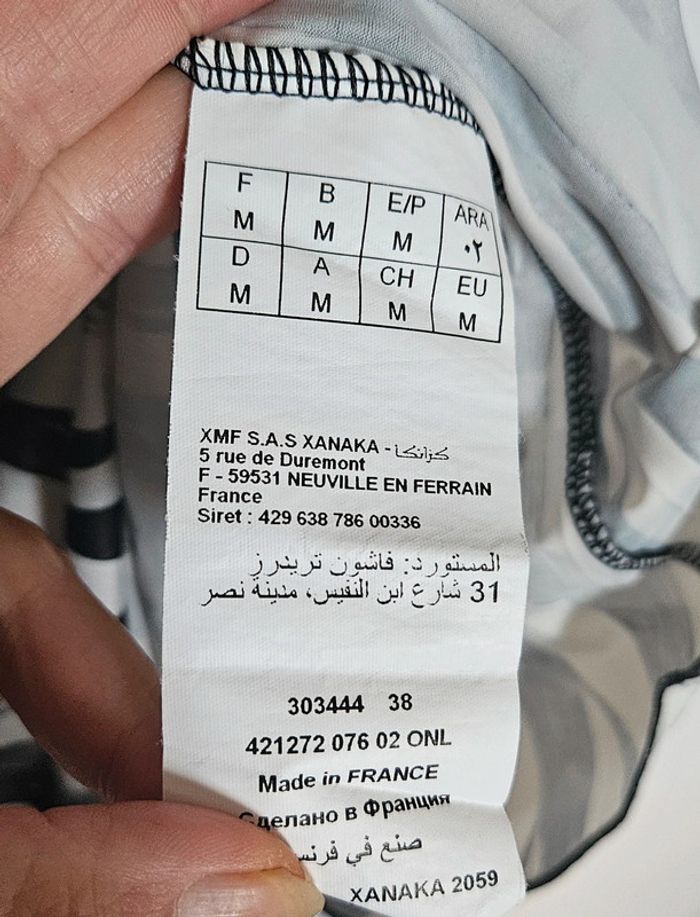 F B E/P ARA
M M M ٠٢
D A CH EU
M M M M
XMF S.A.S XANAKA - كزانكا
5 rue de Duremont
F - 59531 NEUVILLE EN FERRAIN
France
Siret : 429 638 786 00336
المستورد: فاشون تريدرز
31 شارع ابن النفيس، مدينة نصر
303444 38
421272 076 02 ONL
Made in FRANCE
Сделано в Франция
صنع في
XANAKA 2059